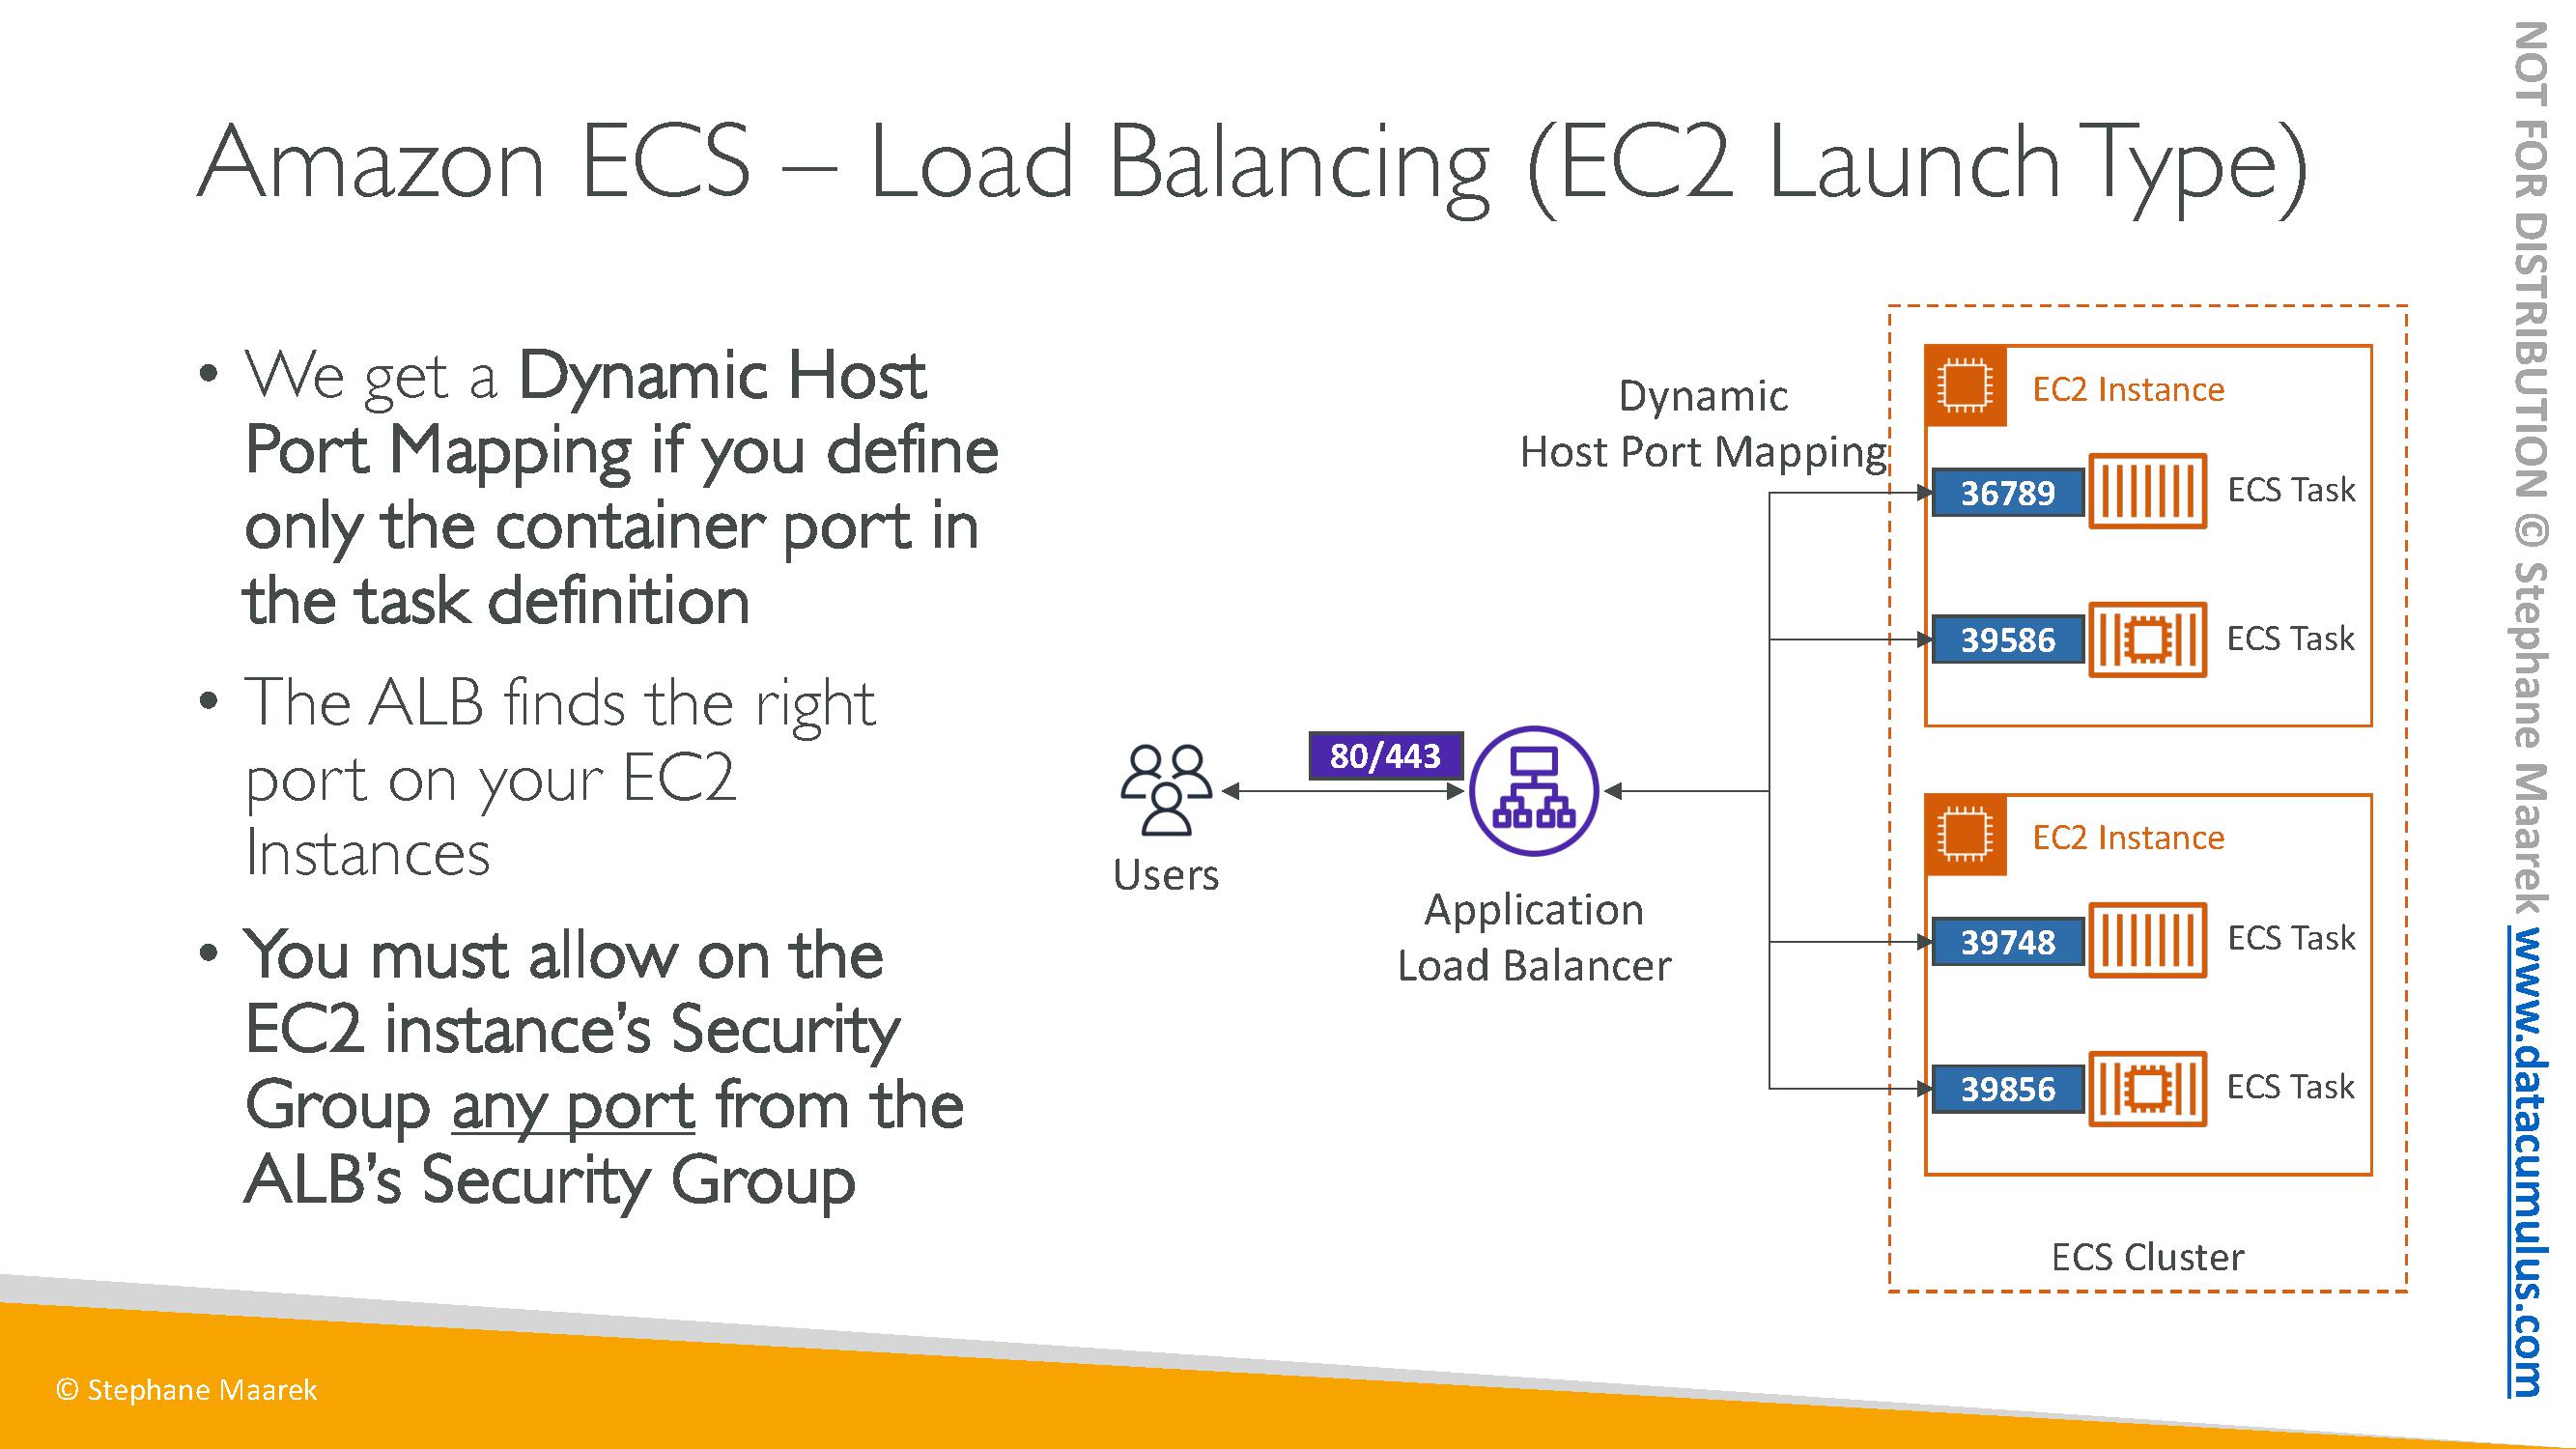 Amazon ECS – Load Balancing (EC2 Launch Type)
• We get a Dynamic Host
Port Mapping if you define
only the container port in
the task definition
• The ALB finds the right
port on your EC2
Instances
• You must allow on the
EC2 instance’s Security
Group any port from the
ALB’s Security Group
Users
80/443
Application
Load Balancer
Dynamic
Host Port Mapping
EC2 Instance
36789
ECS Task
39586
ECS Task
EC2 Instance
39748
ECS Task
39856
ECS Task
ECS Cluster
© Stephane Maarek
NOT FOR DISTRIBUTION © Stephane Maarek www.datacumulus.com